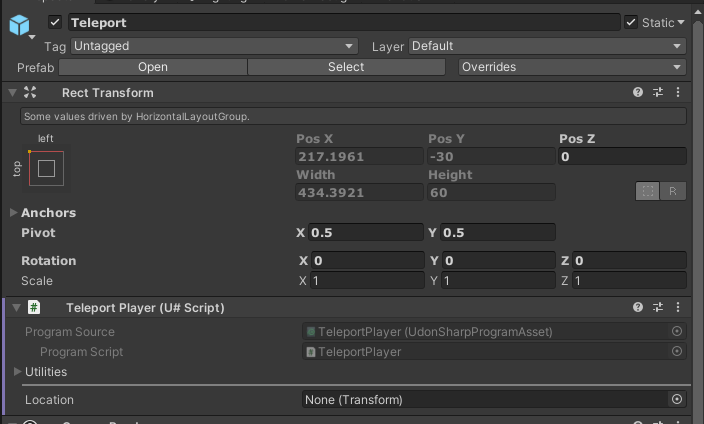 Teleport Static
Tag Untagged Layer Default
Prefab Open Select Overrides
Rect Transform
Some values driven by HorizontalLayoutGroup.
left Pos X Pos Y Pos Z
top 217.1961 -30 0
Width Height
434.3921 60 R
Anchors
Pivot X 0.5 Y 0.5
Rotation X 0 Y 0 Z 0
Scale X 1 Y 1 Z 1
# Teleport Player (U# Script)
Program Source TeleportPlayer (UdonSharpProgramAsset)
Program Script # TeleportPlayer
Utilities
Location None (Transform)